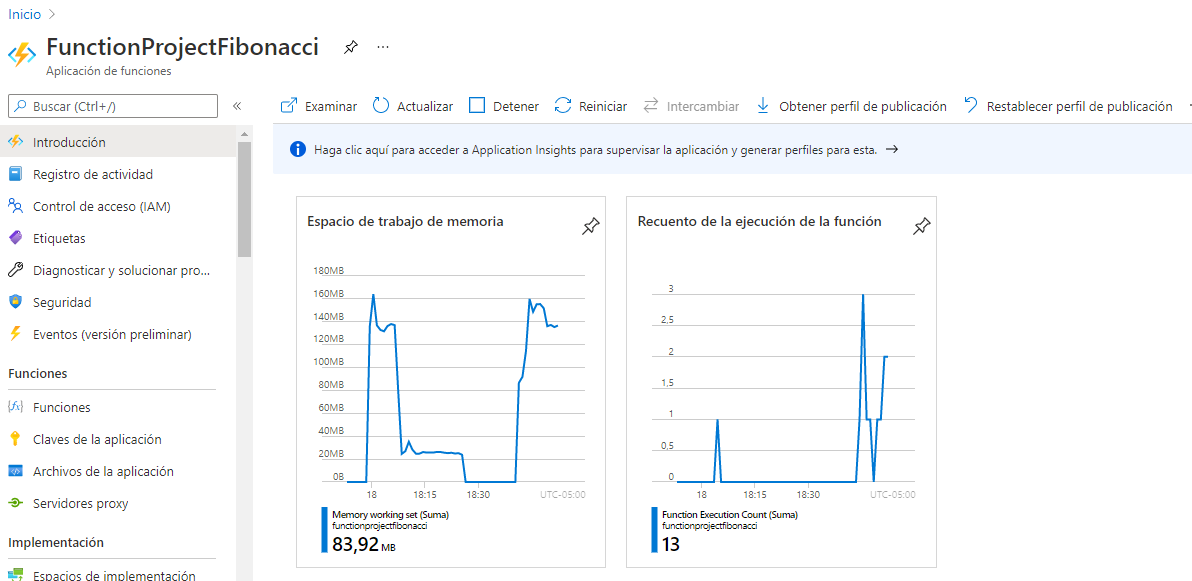 Inicio
FunctionProjectFibonacci
Aplicación de funciones
Buscar (Ctrl+/)
Examinar
Actualizar
Detener
Reiniciar
Intercambiar
Obtener perfil de publicación
Restablecer perfil de publicación
Introducción
Registro de actividad
Control de acceso (IAM)
Etiquetas
Diagnosticar y solucionar pro...
Seguridad
Eventos (versión preliminar)
Funciones
Funciones
Claves de la aplicación
Archivos de la aplicación
Servidores proxy
Implementación
Espacios de implementación
Haga clic aquí para acceder a Application Insights para supervisar la aplicación y generar perfiles para esta.
Espacio de trabajo de memoria
180MB
160MB
140MB
120MB
100MB
80MB
60MB
40MB
20MB
0B
18 18:15 18:30 UTC-05:00
Memory working set (Suma)
functionprojectfibonacci
83,92 MB
Recuento de la ejecución de la función
3
2,5
2
1,5
1
0,5
0
18 18:15 18:30 UTC-05:00
Function Execution Count (Suma)
functionprojectfibonacci
13